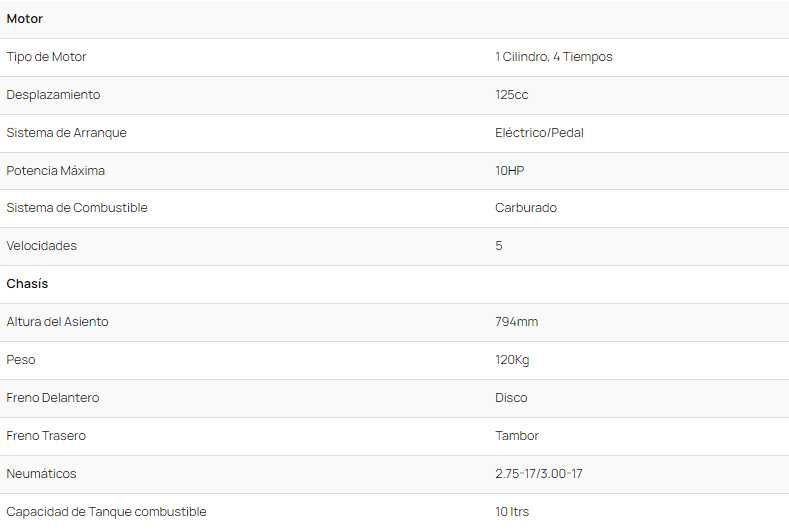 Motor
Tipo de Motor 1 Cilindro, 4 Tiempos
Desplazamiento 125cc
Sistema de Arranque Eléctrico/Pedal
Potencia Máxima 10HP
Sistema de Combustible Carburado
Velocidades 5
Chasís
Altura del Asiento 794mm
Peso 120Kg
Freno Delantero Disco
Freno Trasero Tambor
Neumáticos 2.75-17/3.00-17
Capacidad de Tanque combustible 10 ltrs